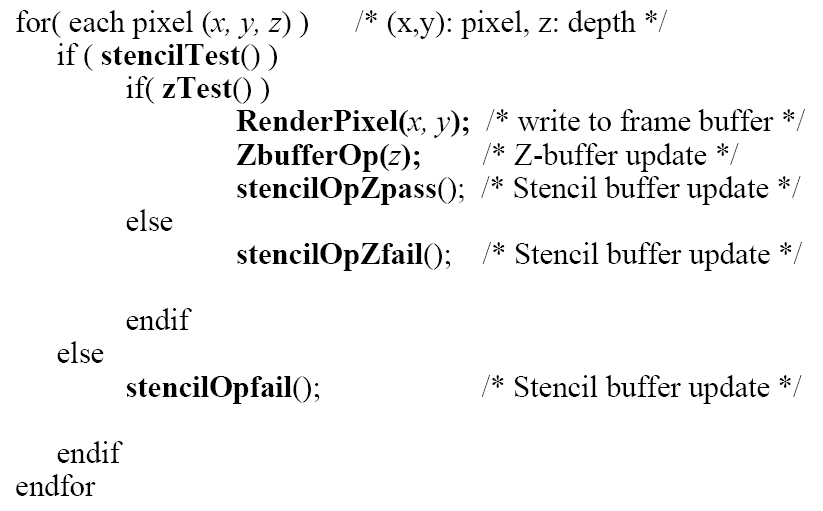 for( each pixel (x, y, z) ) /* (x,y): pixel, z: depth */
if ( stencilTest() )
if( zTest() )
RenderPixel(x, y); /* write to frame buffer */
ZbufferOp(z); /* Z-buffer update */
stencilOpZpass(); /* Stencil buffer update */
else
stencilOpZfail(); /* Stencil buffer update */
endif
else
stencilOpfail(); /* Stencil buffer update */
endif
endfor